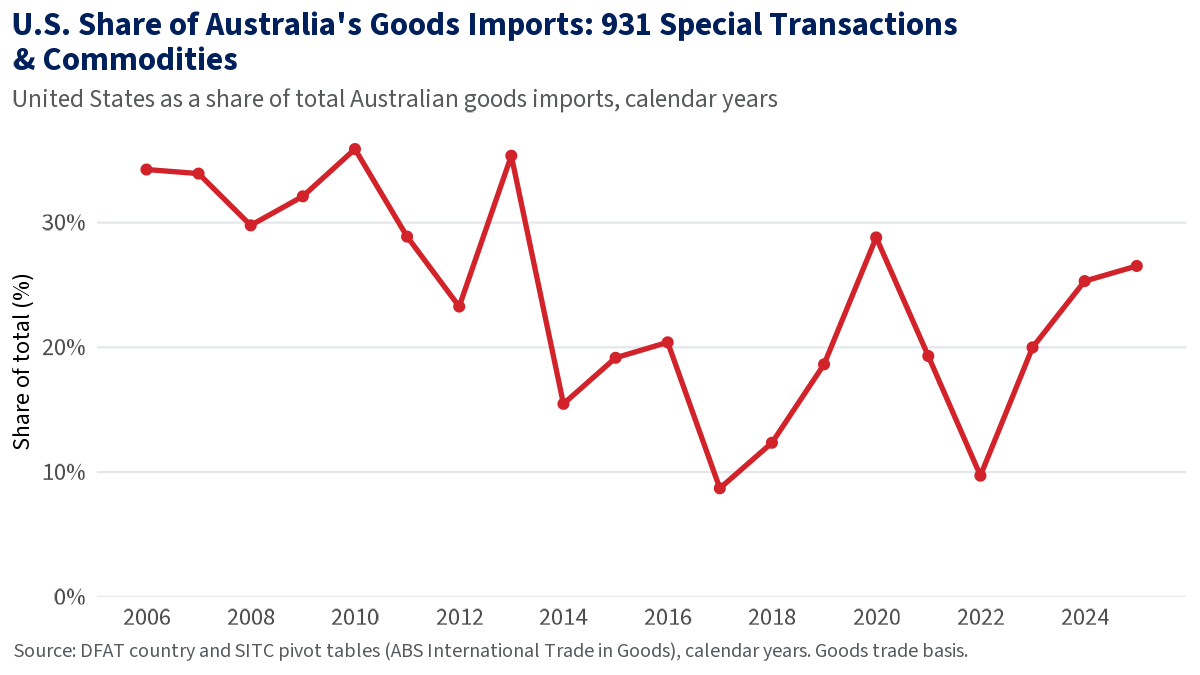 U.S. Share of Australia's Goods Imports: 931 Special Transactions
& Commodities
United States as a share of total Australian goods imports, calendar years
Share of total (%)
30%
20%
10%
0%
2006 2008 2010 2012 2014 2016 2018 2020 2022 2024
Source: DFAT country and SITC pivot tables (ABS International Trade in Goods), calendar years. Goods trade basis.